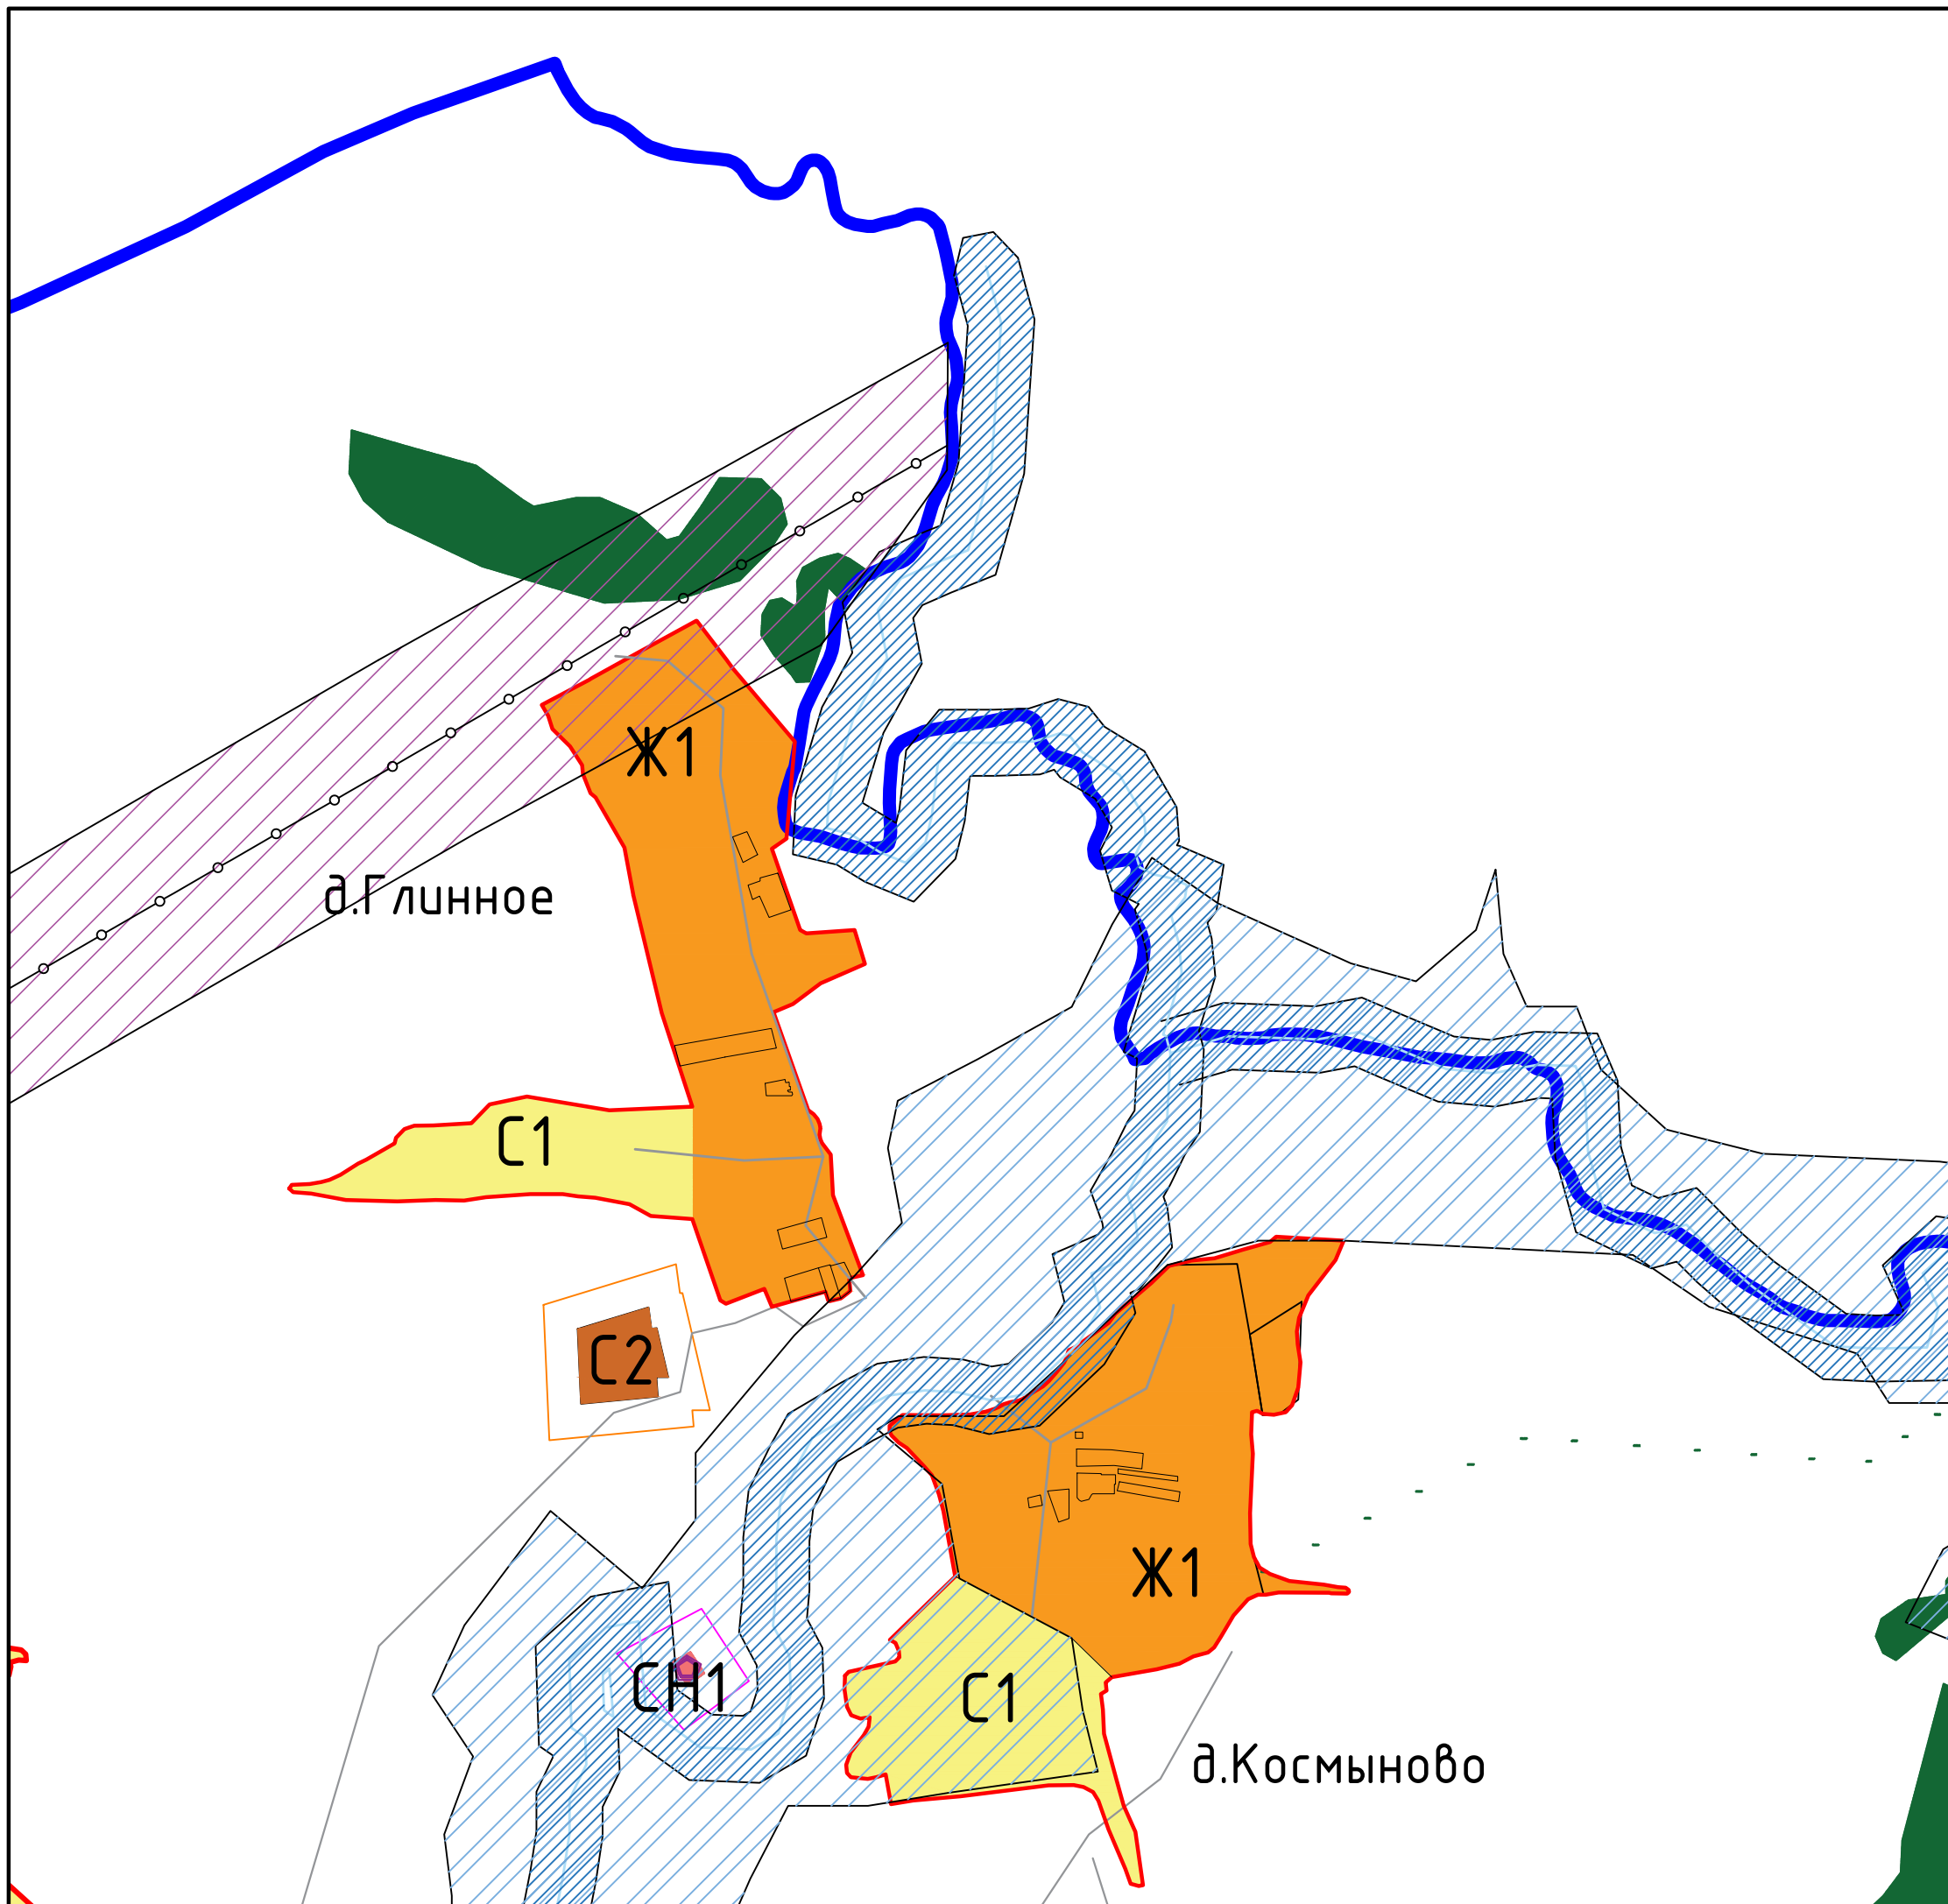 Ж1
д.Глинное
С1
С2
Ж1
СН1
С1
д.Космыново